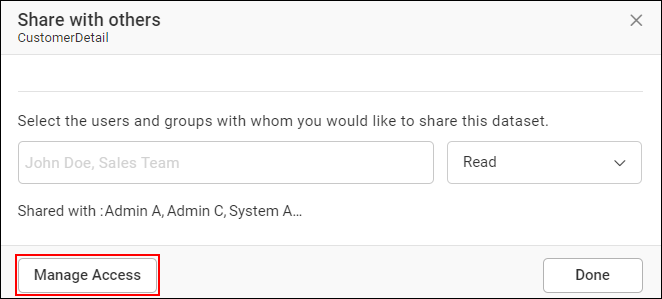 Share with others
CustomerDetail
Select the users and groups with whom you would like to share this dataset.
John Doe, Sales Team
Read
Shared with :Admin A, Admin C, System A...
Manage Access
Done